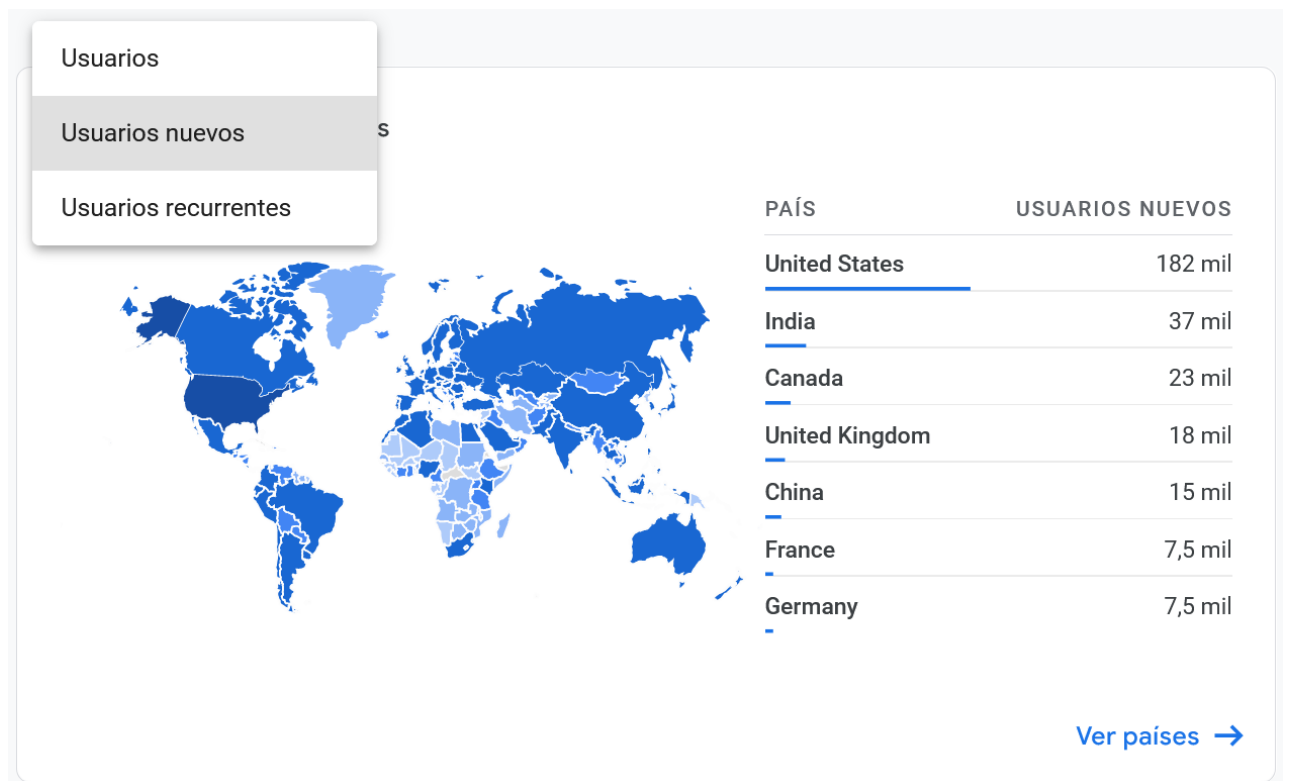 Usuarios
Usuarios nuevos
s
Usuarios recurrentes
PAÍS USUARIOS NUEVOS
United States 182 mil
India 37 mil
Canada 23 mil
United Kingdom 18 mil
China 15 mil
France 7,5 mil
Germany 7,5 mil
Ver países